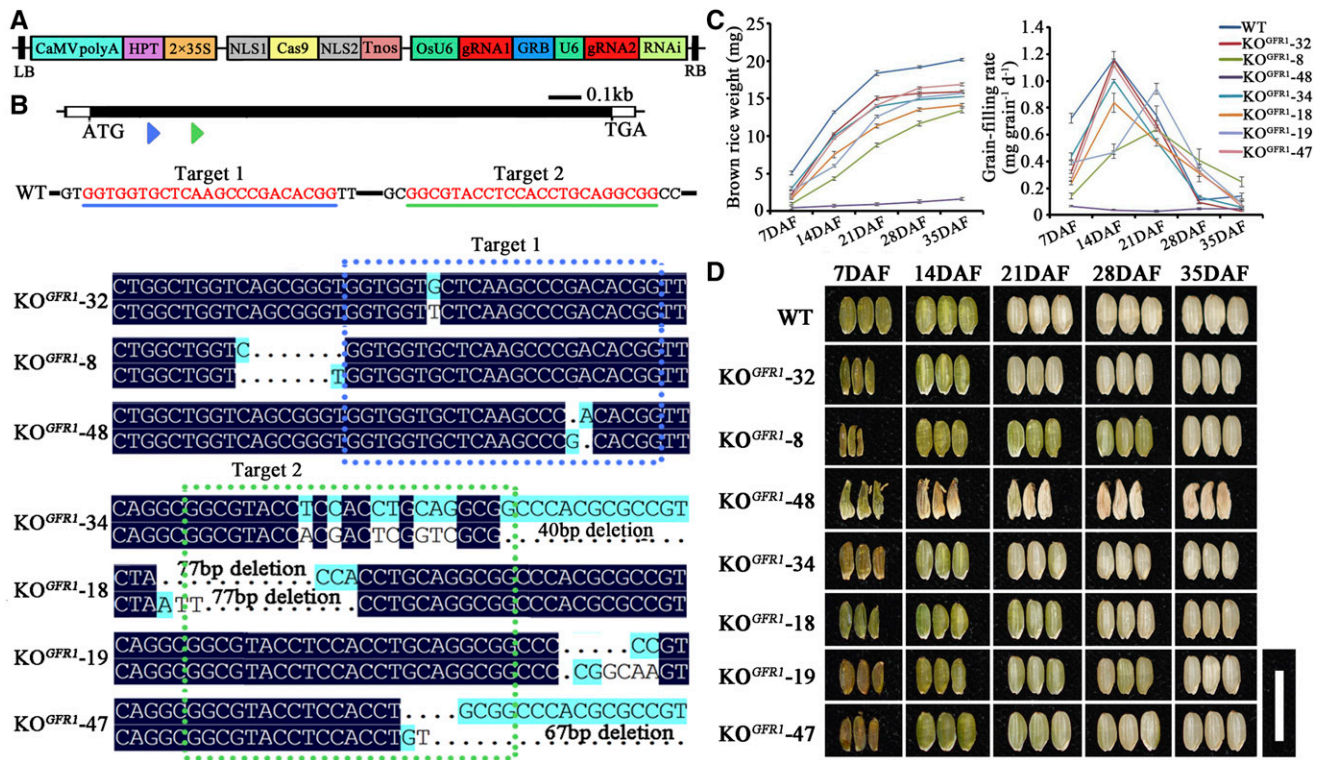 A
CaMVpolyA HPT 2×35S NLS1 Cas9 NLS2 Tnos OsU6 gRNA1 GRB U6 gRNA2 RNAi
LB RB
B
0.1kb
ATG TGA
Target 1 Target 2
WT GTGGTGGTGCTCAAGCCCGACACGGTT GCGGCGTACCTCCACCTGCAGGCGGCC
Target 1
KOGFR1-32
CTGGCTGGTCAGCGGGTGGTGGTGCTCAAGCCCGACACGGTT
CTGGCTGGTCAGCGGGTGGTGGTTCTCAAGCCCGACACGGTT
KOGFR1-8
CTGGCTGGTC.......GGTGGTGCTCAAGCCCGACACGGTT
CTGGCTGGT.......TGGTGGTGCTCAAGCCCGACACGGTT
KOGFR1-48
CTGGCTGGTCAGCGGGTGGTGGTGCTCAAGCCC.ACACGGTT
CTGGCTGGTCAGCGGGTGGTGGTGCTCAAGCCCG.CACGGTT
Target 2
KOGFR1-34
CAGGCGGCGTACCTCCACCTGCAGGCGGCCCACGCGCCGT
CAGGCGGCGTACCACGACTCGGTCGCG
40bp deletion
KOGFR1-18
CTA 77bp deletion CCACCTGCAGGCGGCCCACGCGCCGT
CTAATT 77bp deletion CCTGCAGGCGGCCCACGCGCCGT
KOGFR1-19
CAGGCGGCGTACCTCCACCTGCAGGCGGCCC.....CCGT
CAGGCGGCGTACCTCCACCTGCAGGCGGCCC.CGGCAAGT
KOGFR1-47
CAGGCGGCGTACCTCCACCT....GCGGCCCACGCGCCGT
CAGGCGGCGTACCTCCACCTGT
67bp deletion
C
Brown rice weight (mg)
25
20
15
10
5
0
7DAF 14DAF 21DAF 28DAF 35DAF
Grain-filling rate
(mg grain-1 d-1)
1.4
1.2
1.0
0.8
0.6
0.4
0.2
0
7DAF 14DAF 21DAF 28DAF 35DAF
WT
KOGFR1-32
KOGFR1-8
KOGFR1-48
KOGFR1-34
KOGFR1-18
KOGFR1-19
KOGFR1-47
D
7DAF 14DAF 21DAF 28DAF 35DAF
WT
KOGFR1-32
KOGFR1-8
KOGFR1-48
KOGFR1-34
KOGFR1-18
KOGFR1-19
KOGFR1-47